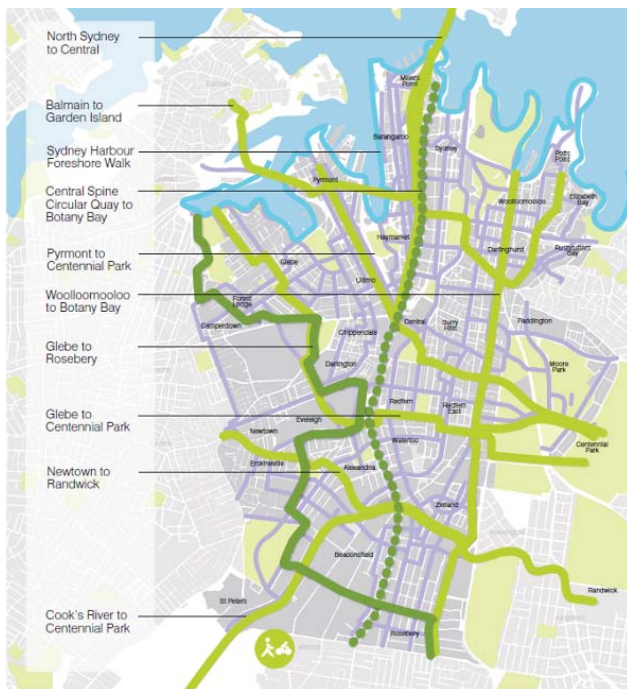 North Sydney
to Central
Balmain to
Garden Island
Sydney Harbour
Foreshore Walk
Central Spine
Circular Quay to
Botany Bay
Pyrmont to
Centennial Park
Woolloomooloo
to Botany Bay
Glebe to
Rosebery
Glebe to
Centennial Park
Newtown to
Randwick
Cook's River to
Centennial Park
Miller's
Point
Barangaroo
Sydney
Potts
Point
Pyrmont
Woolloomooloo
Elizabeth
Bay
Haymarket
Darlinghurst
Rushcutters
Bay
Glebe
Ultimo
Forest
Lodge
Camperdown
Chippendale
Central
Surry
Hills
Paddington
Darlington
Moore
Park
Redfern
Redfern
East
Eveleigh
Newtown
Waterloo
Centennial
Park
Erskineville
Alexandria
Zetland
Beaconsfield
Randwick
St Peters
Rosebery